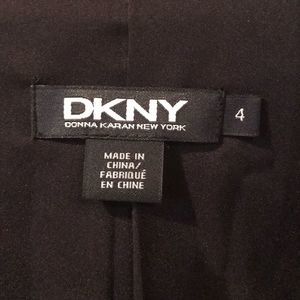 DKNY
DONNA KARAN NEW YORK
4
MADE IN
CHINA/
FABRIQUÉ
EN CHINE